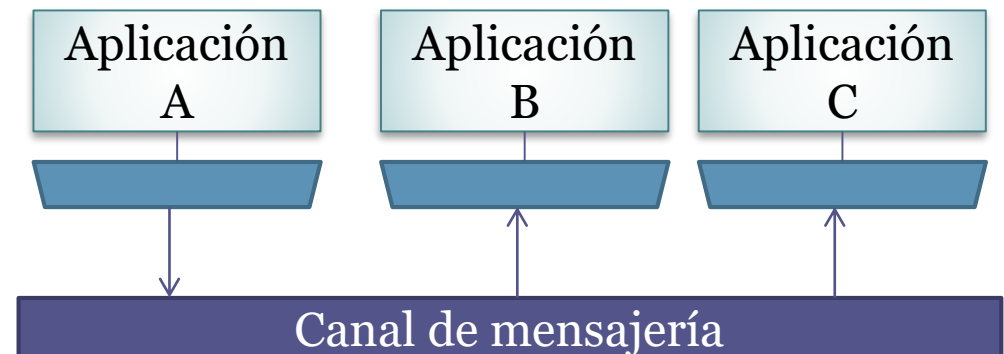 Aplicación
A
Aplicación
B
Aplicación
C
Canal de mensajería